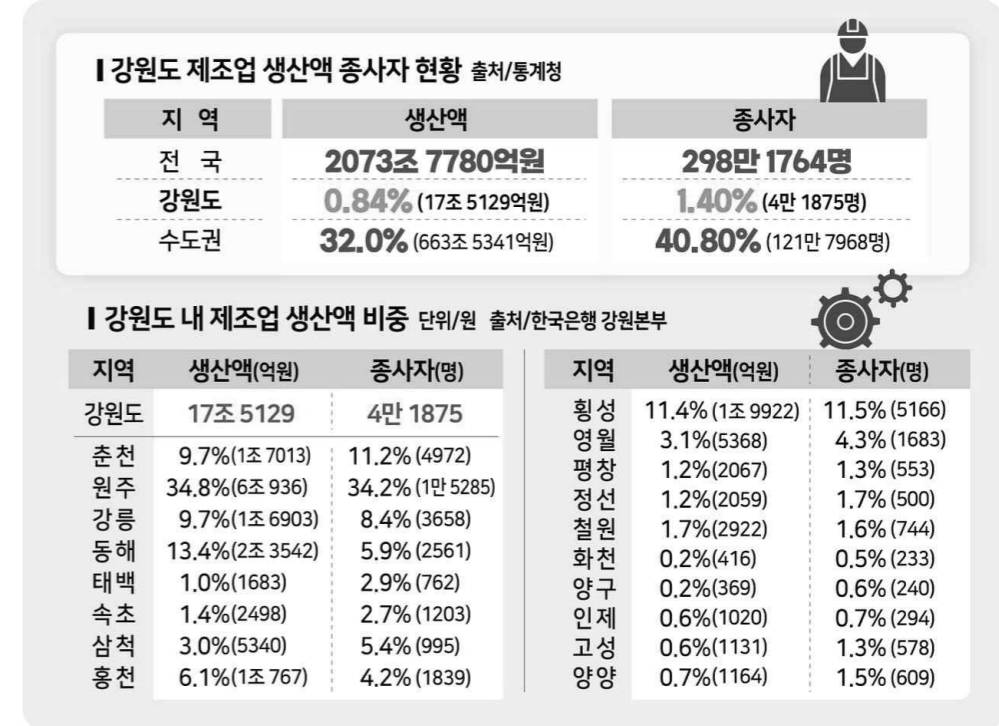 강원도 제조업 생산액 종사자 현황 출처/통계청
지 역 생산액 종사자
전 국 2073조 7780억원 298만 1764명
강원도 0.84% (17조 5129억원) 1.40% (4만 1875명)
수도권 32.0% (663조 5341억원) 40.80% (121만 7968명)
강원도 내 제조업 생산액 비중 단위/원 출처/한국은행 강원본부
지역 생산액(억원) 종사자(명)
강원도 17조 5129 4만 1875
춘천 9.7%(1조 7013) 11.2% (4972)
원주 34.8%(6조 936) 34.2% (1만 5285)
강릉 9.7%(1조 6903) 8.4% (3658)
동해 13.4%(2조 3542) 5.9% (2561)
태백 1.0%(1683) 2.9% (762)
속초 1.4%(2498) 2.7% (1203)
삼척 3.0%(5340) 5.4% (995)
홍천 6.1%(1조 767) 4.2% (1839)
지역 생산액(억원) 종사자(명)
횡성 11.4% (1조 9922) 11.5% (5166)
영월 3.1%(5368) 4.3% (1683)
평창 1.2%(2067) 1.3% (553)
정선 1.2%(2059) 1.7% (500)
철원 1.7%(2922) 1.6% (744)
화천 0.2%(416) 0.5% (233)
양구 0.2%(369) 0.6% (240)
인제 0.6%(1020) 0.7% (294)
고성 0.6%(1131) 1.3% (578)
양양 0.7%(1164) 1.5% (609)